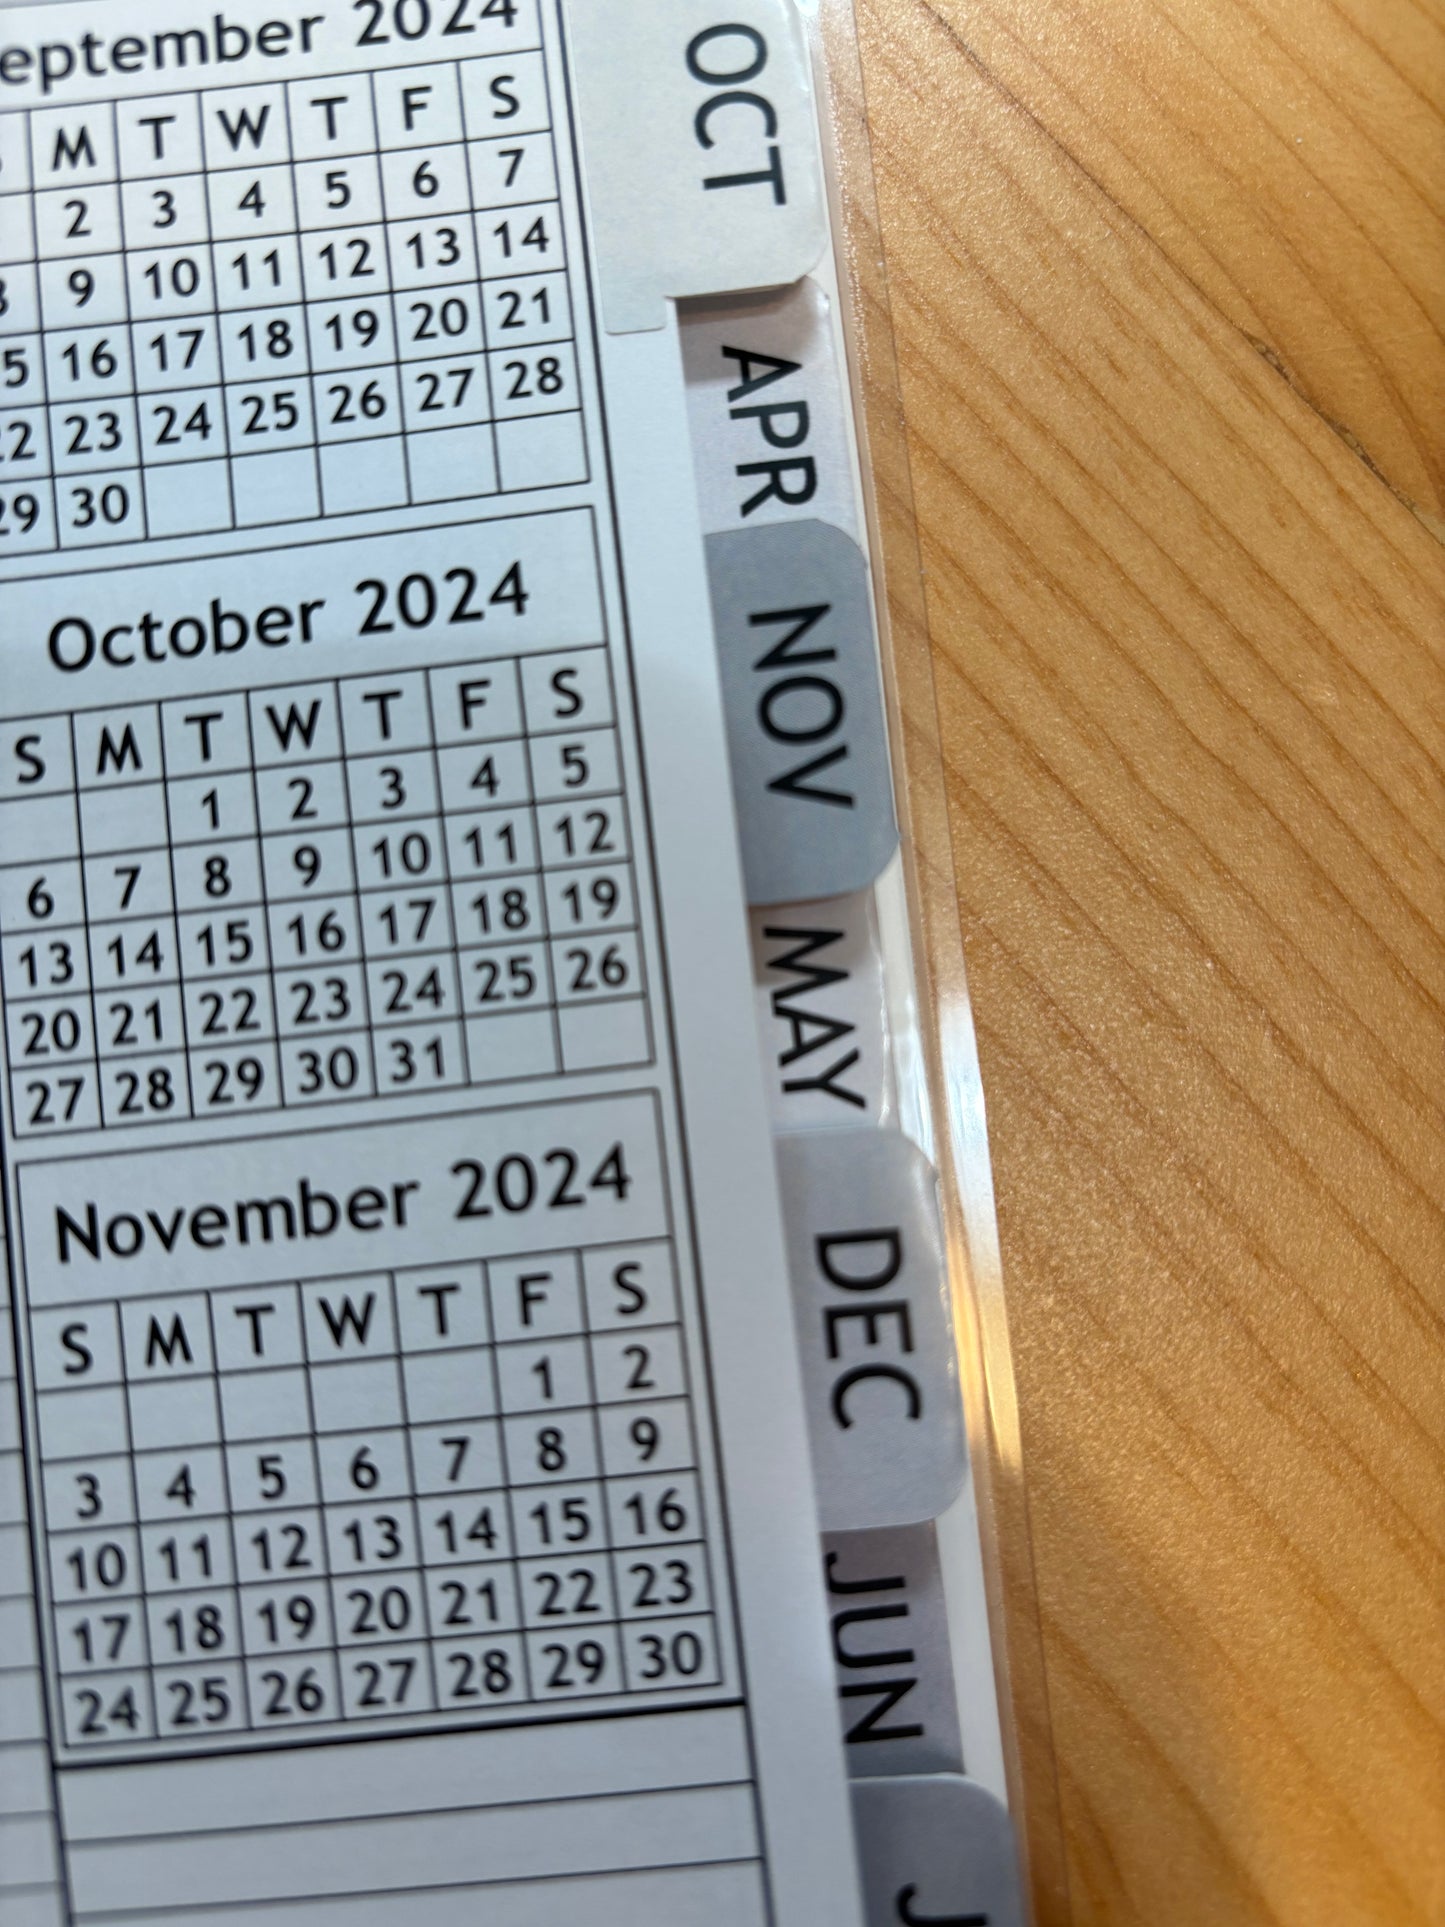 eptember 2024
M T W T F S
2 3 4 5 6 7
9 10 11 12 13 14
5 16 17 18 19 20 21
22 23 24 25 26 27 28
29 30
October 2024
S M T W T F S
1 2 3 4 5
6 7 8 9 10 11 12
13 14 15 16 17 18 19
20 21 22 23 24 25 26
27 28 29 30 31
November 2024
S M T W T F S
1 2
3 4 5 6 7 8 9
10 11 12 13 14 15 16
17 18 19 20 21 22 23
24 25 26 27 28 29 30
OCT
APR
NOV
MAY
DEC
JUN
J